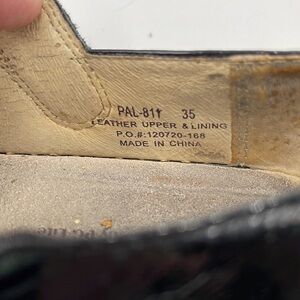 PAL-811 35
LEATHER UPPER & LINING
P.O.#:120720-168
MADE IN CHINA